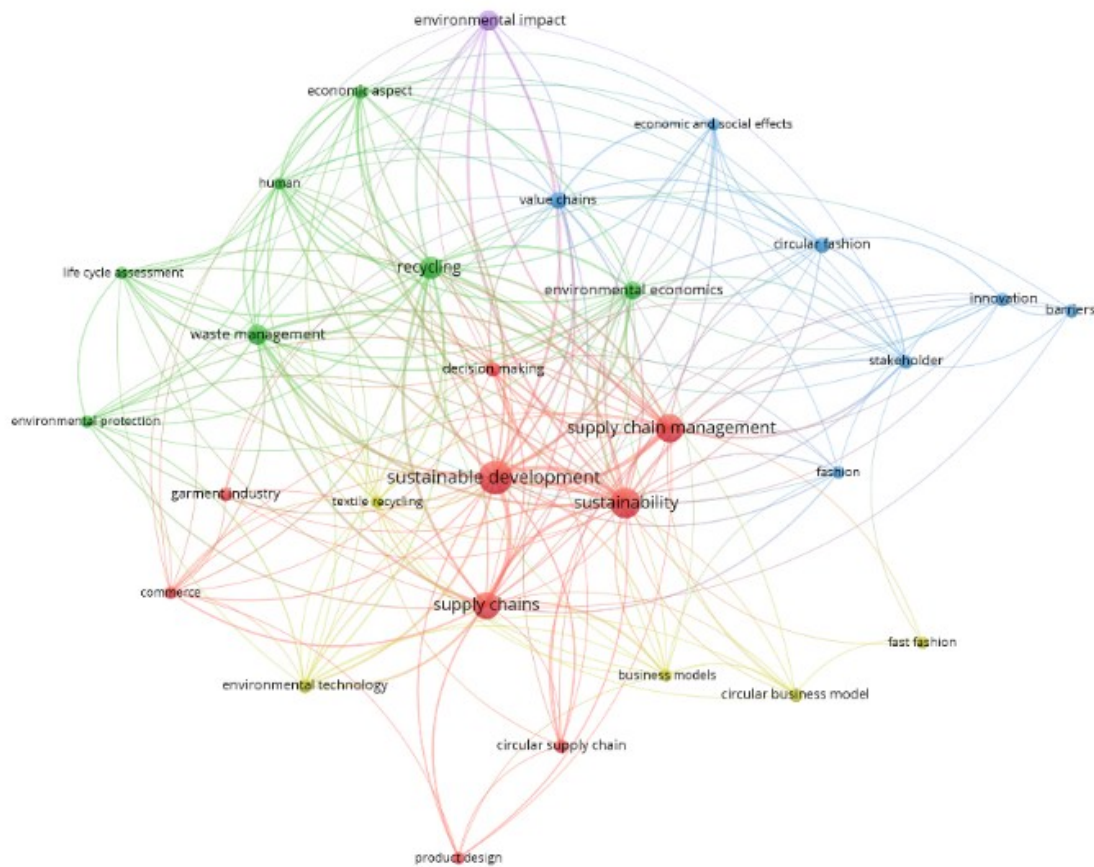 environmental impact
economic aspect
economic and social effects
human
value chains
circular fashion
recycling
life cycle assessment
environmental economics
innovation
barriers
waste management
stakeholder
decision making
environmental protection
supply chain management
fashion
sustainable development
garment industry
textile recycling
sustainability
commerce
supply chains
fast fashion
business models
environmental technology
circular business model
circular supply chain
product design